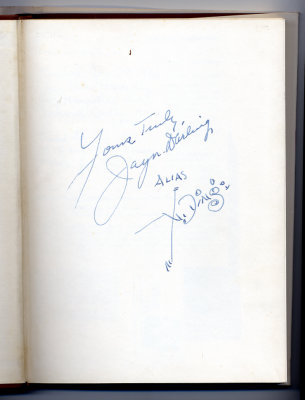 Yours Truly,
Jay N. Darling
ALIAS
DING